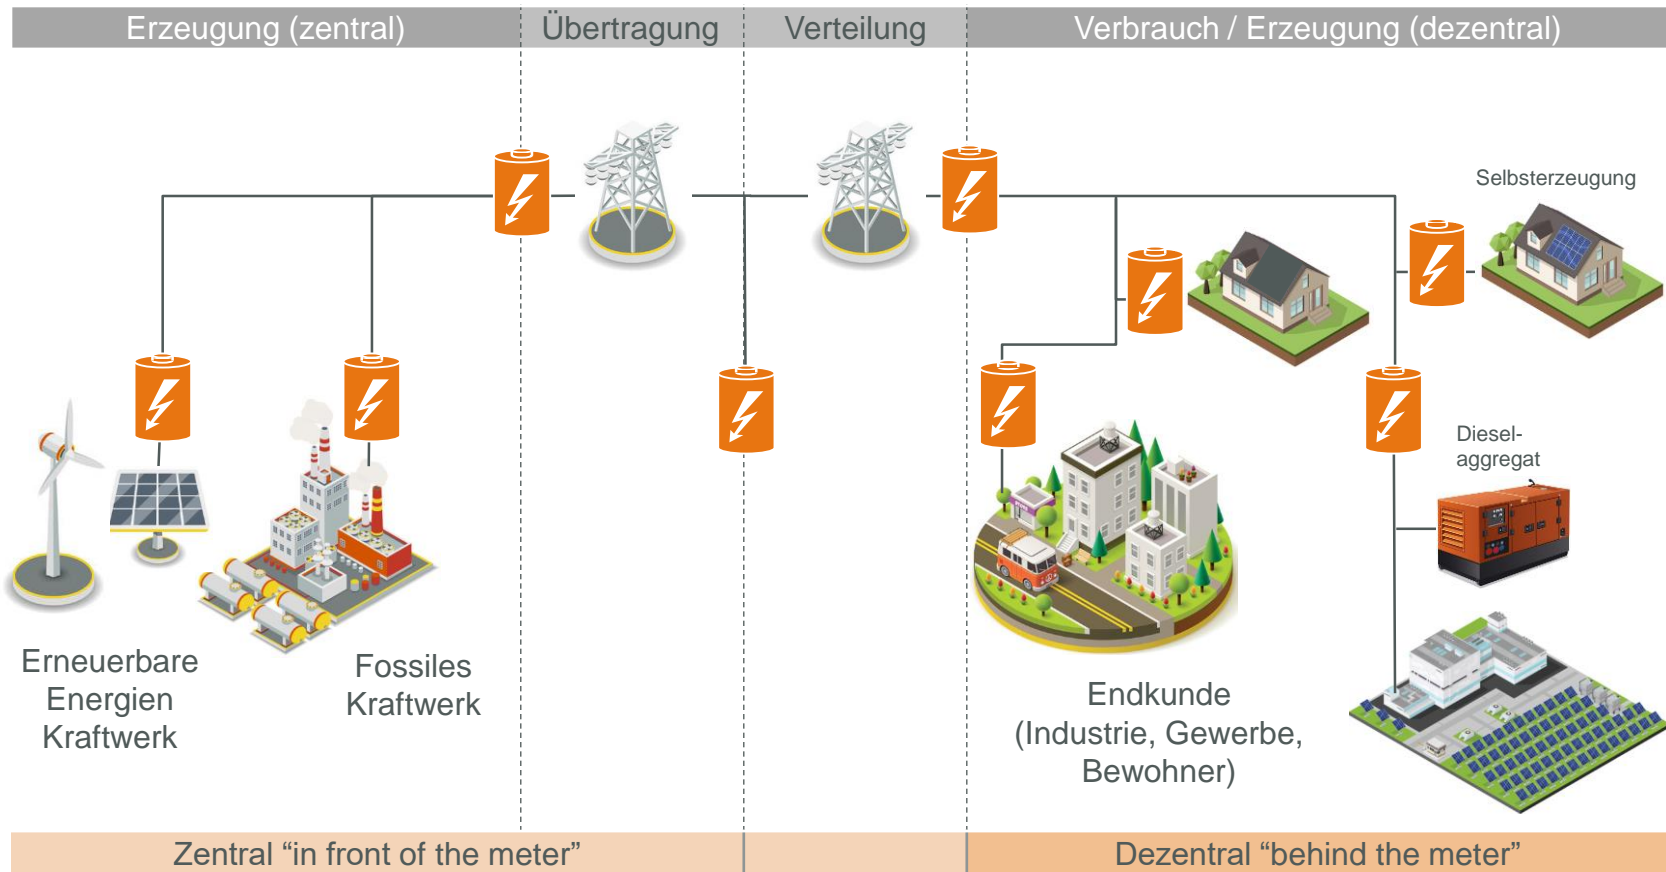 Erzeugung (zentral)
Übertragung
Verteilung
Verbrauch / Erzeugung (dezentral)
Selbsterzeugung
Diesel-
aggregat
Erneuerbare
Energien
Kraftwerk
Fossiles
Kraftwerk
Endkunde
(Industrie, Gewerbe,
Bewohner)
Zentral “in front of the meter”
Dezentral “behind the meter”